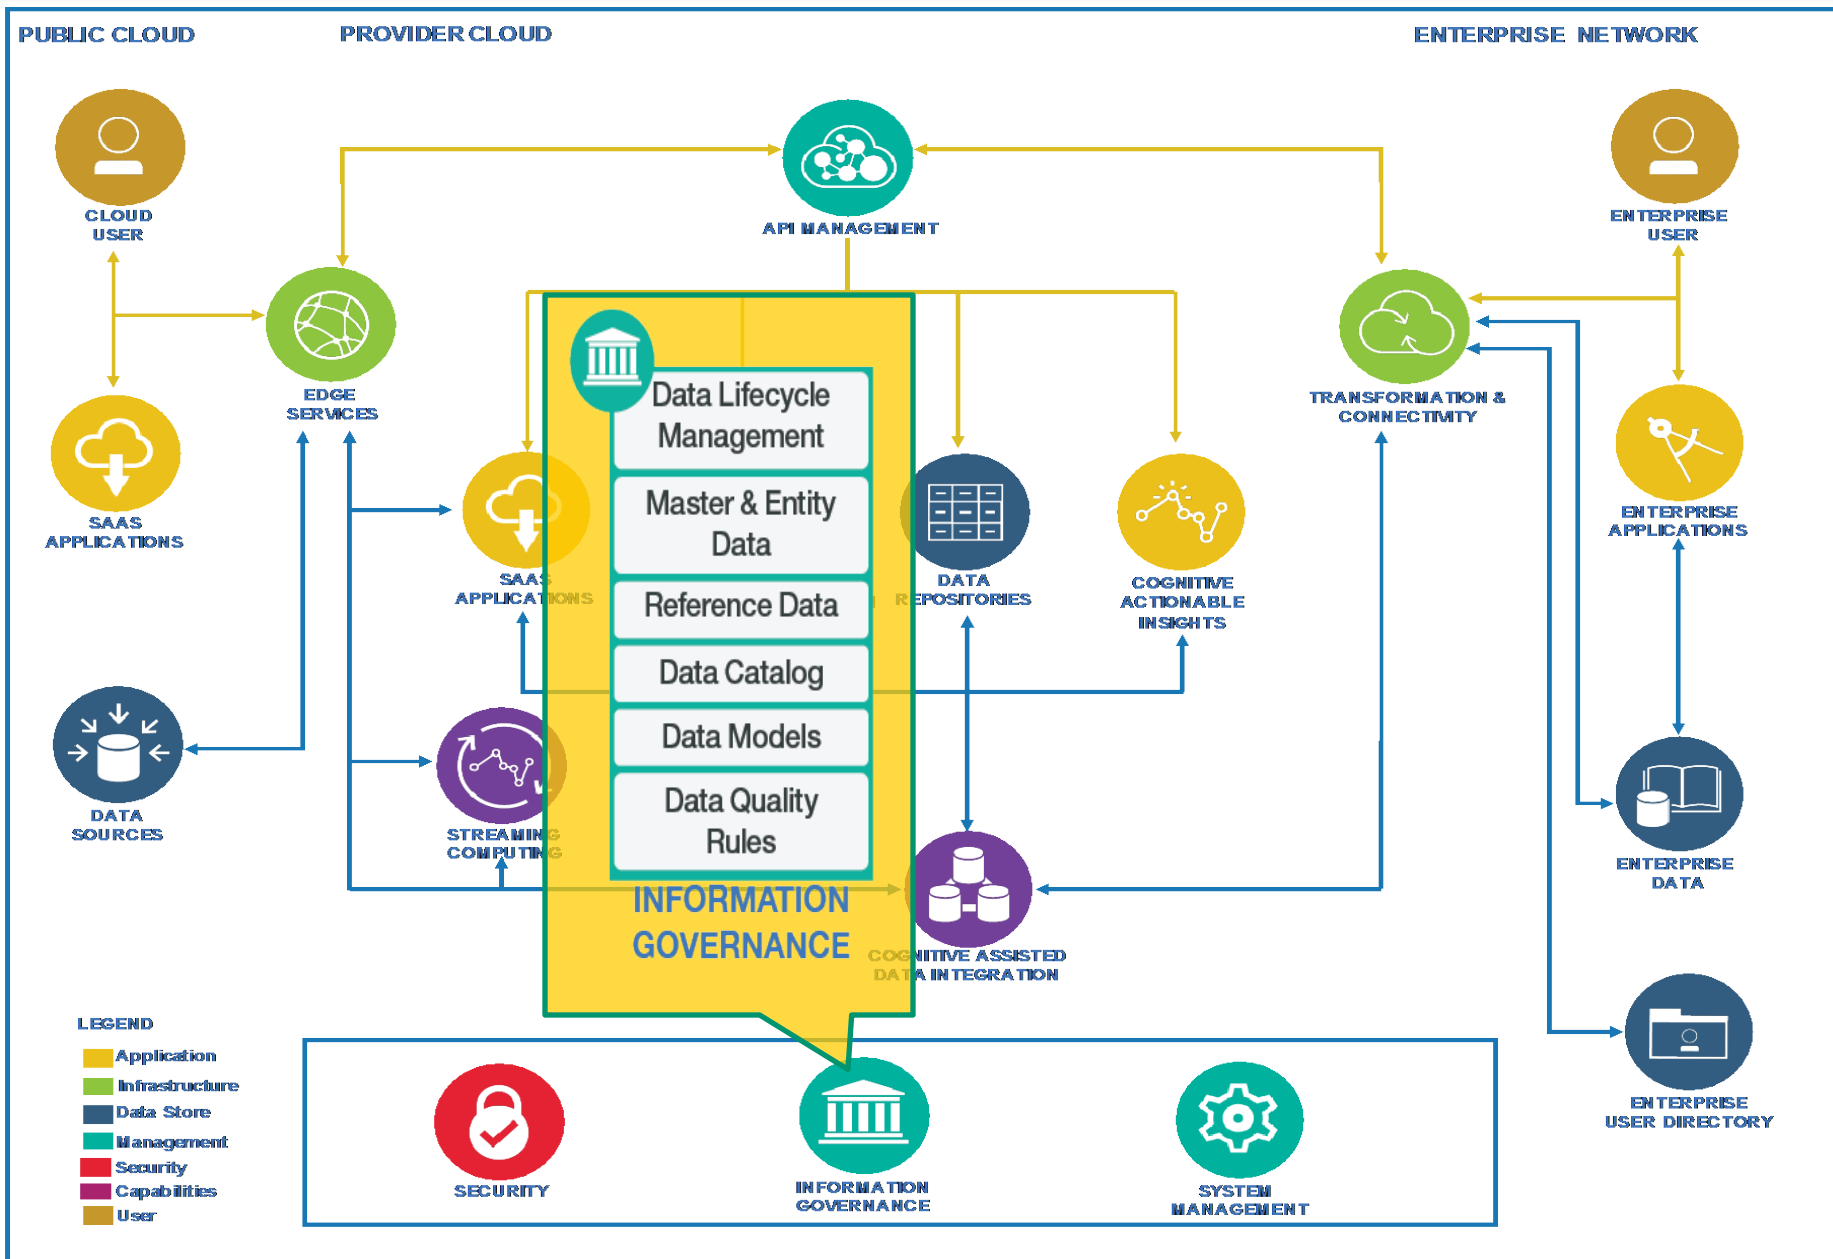 PUBLIC CLOUD
PROVIDER CLOUD
ENTERPRISE NETWORK
CLOUD
USER
API MANAGEMENT
ENTERPRISE
USER
EDGE
SERVICES
TRANSFORMATION &
CONNECTIVITY
SAAS
APPLICATIONS
SAAS
APPLICATIONS
Data Lifecycle
Management
Master & Entity
Data
Reference Data
Data Catalog
Data Models
Data Quality
Rules
INFORMATION
GOVERNANCE
DATA
REPOSITORIES
COGNITIVE
ACTIONABLE
INSIGHTS
ENTERPRISE
APPLICATIONS
DATA
SOURCES
STREAMING
COMPUTING
COGNITIVE ASSISTED
DATA INTEGRATION
ENTERPRISE
DATA
ENTERPRISE
USER DIRECTORY
LEGEND
Application
Infrastructure
Data Store
Management
Security
Capabilities
User
SECURITY
INFORMATION
GOVERNANCE
SYSTEM
MANAGEMENT